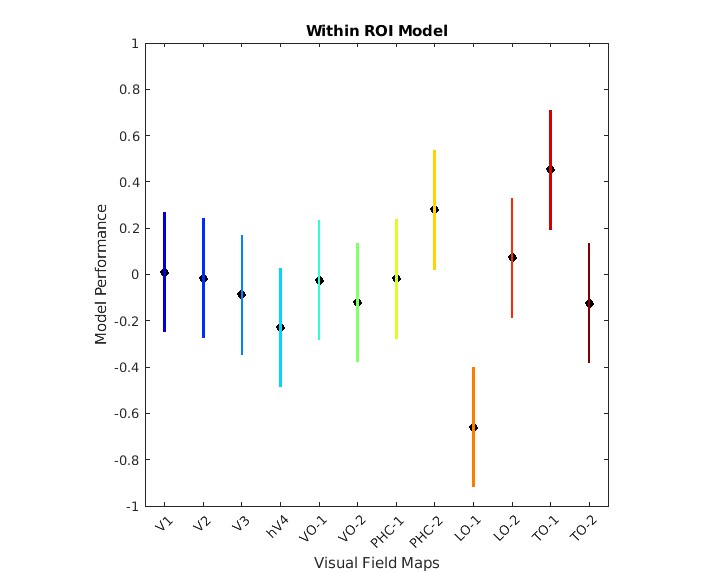 Within ROI Model
1
0.8
0.6
0.4
0.2
0
-0.2
-0.4
-0.6
-0.8
-1
Model Performance
V1
V2
V3
hV4
VO-1
VO-2
PHC-1
PHC-2
LO-1
LO-2
TO-1
TO-2
Visual Field Maps